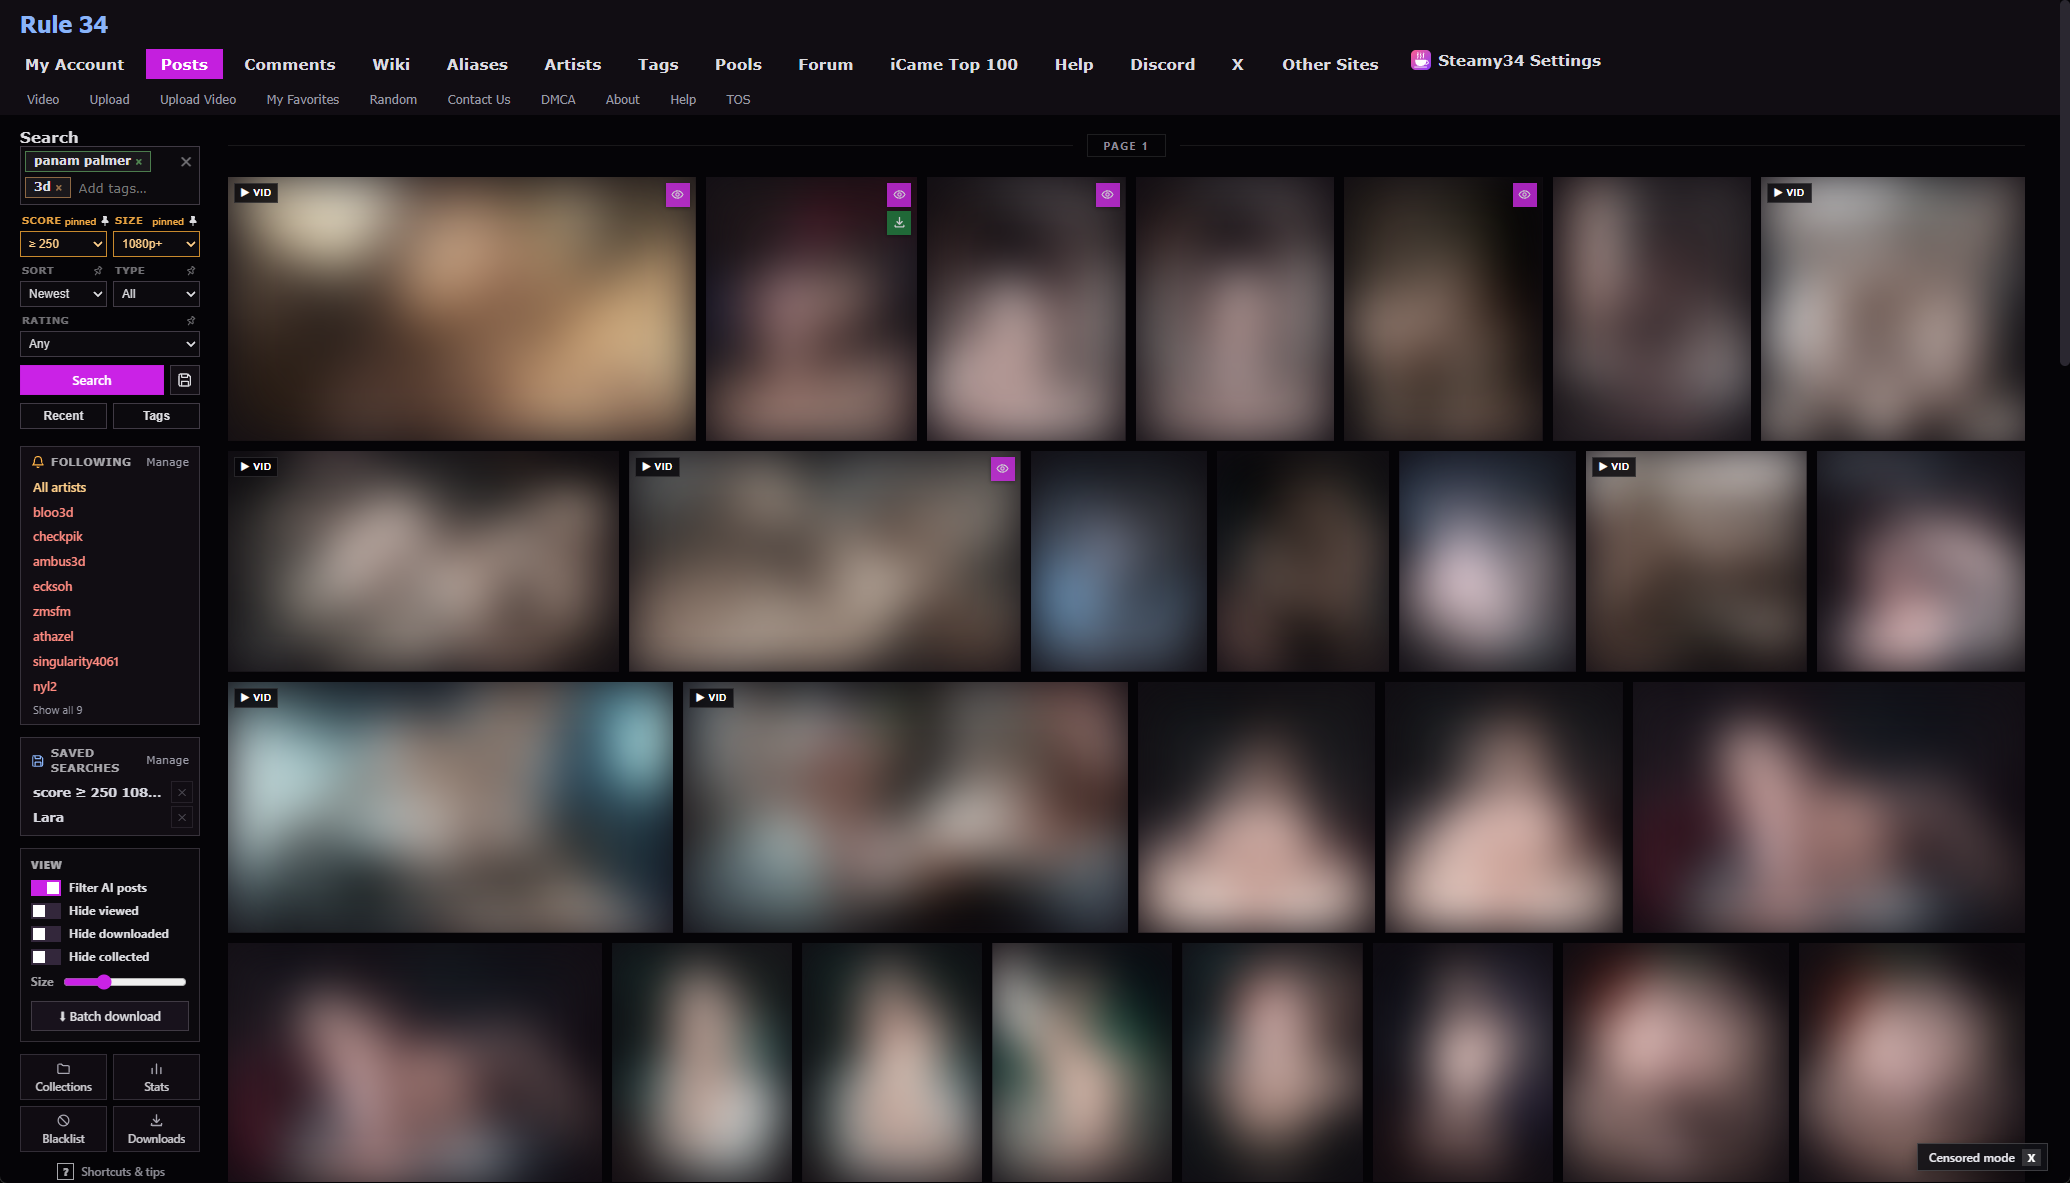 Rule 34
My Account Posts Comments Wiki Aliases Artists Tags Pools Forum iCame Top 100 Help Discord X Other Sites Steamy34 Settings
Video Upload Upload Video My Favorites Random Contact Us DMCA About Help TOS
Search
panam palmer ×
3d × Add tags...
SCORE pinned SIZE pinned
≥ 250 1080p+
SORT TYPE
Newest All
RATING
Any
Search
Recent Tags
FOLLOWING Manage
All artists
bloo3d
checkpik
ambus3d
ecksoh
zmsfm
athazel
singularity4061
nyl2
Show all 9
SAVED SEARCHES Manage
score ≥ 250 108...
Lara
VIEW
Filter AI posts
Hide viewed
Hide downloaded
Hide collected
Size
Batch download
Collections Stats
Blacklist Downloads
? Shortcuts & tips
PAGE 1
VID VID
VID VID VID
VID VID
Censored mode X